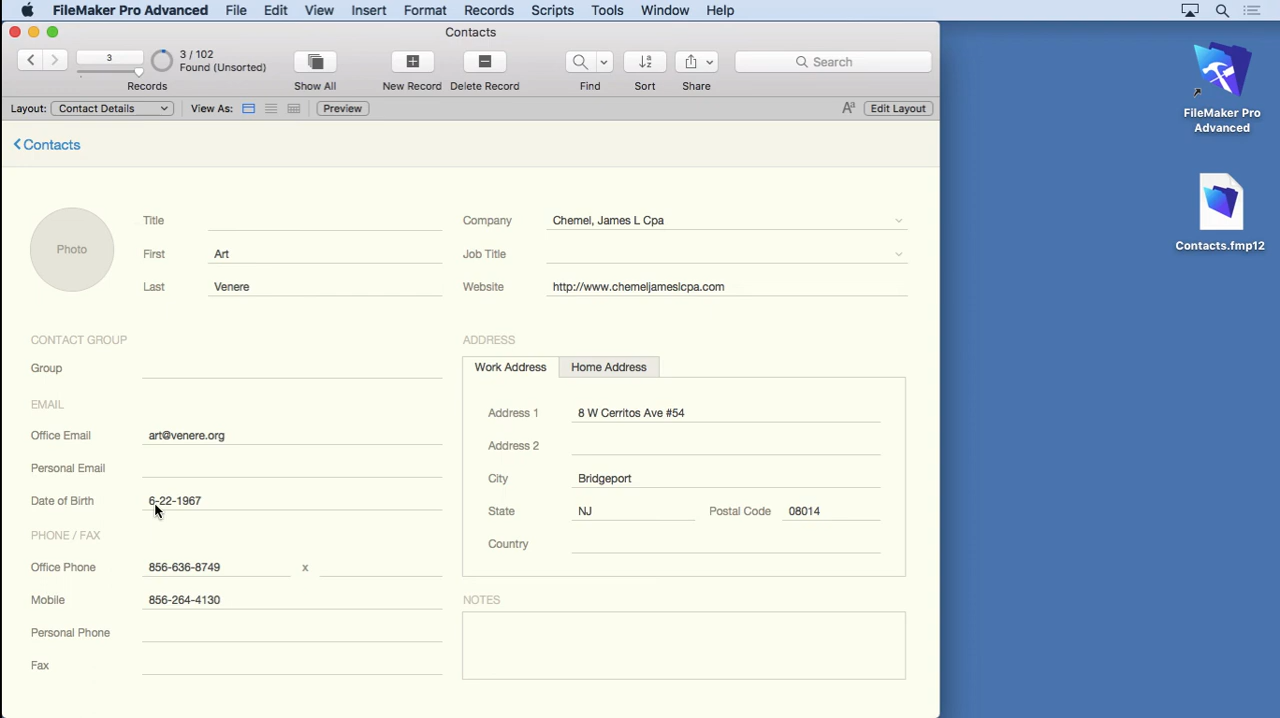 FileMaker Pro Advanced File Edit View Insert Format Records Scripts Tools Window Help
Contacts
3
3 / 102
Found (Unsorted)
Search
Records
Show All
New Record
Delete Record
Find
Sort
Share
Layout: Contact Details View As: Preview Aa Edit Layout
Contacts
Photo
Title
First Art
Last Venere
Company Chemel, James L Cpa
Job Title
Website http://www.chemeljameslcpa.com
CONTACT GROUP
Group
EMAIL
Office Email art@venere.org
Personal Email
Date of Birth 6-22-1967
PHONE / FAX
Office Phone 856-636-8749 x
Mobile 856-264-4130
Personal Phone
Fax
ADDRESS
Work Address Home Address
Address 1 8 W Cerritos Ave #54
Address 2
City Bridgeport
State NJ Postal Code 08014
Country
NOTES
FileMaker Pro
Advanced
Contacts.fmp12